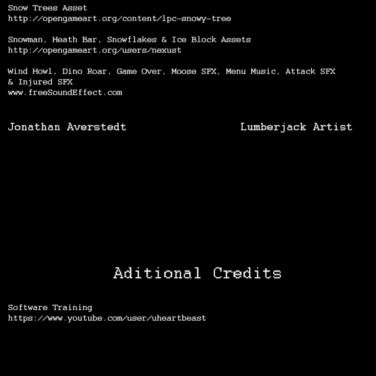 Snow Trees Asset
http://opengameart.org/content/lpc-snowy-tree
Snowman, Heath Bar, Snowflakes & Ice Block Assets
http://opengameart.org/users/nexust
Wind Howl, Dino Roar, Game Over, Moose SFX, Menu Music, Attack SFX
& Injured SFX
www.freeSoundEffect.com
Jonathan Averstedt Lumberjack Artist
Aditional Credits
Software Training
https://www.youtube.com/user/uheartbeast